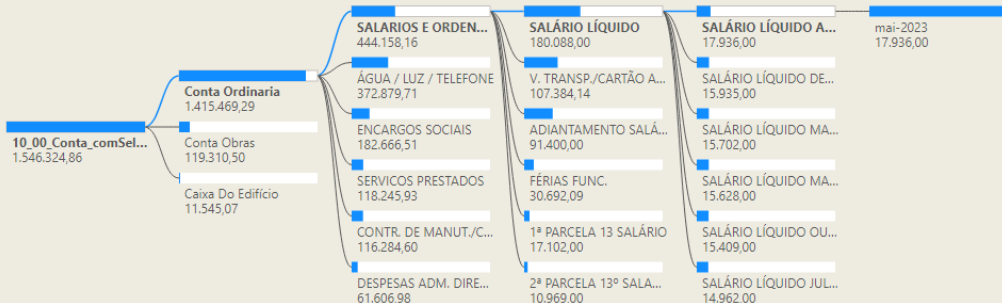 10_00_Conta_comSel...
1.546.324,86
Conta Ordinaria
1.415.469,29
Conta Obras
119.310,50
Caixa Do Edifício
11.545,07
SALARIOS E ORDEN...
444.158,16
ÁGUA / LUZ / TELEFONE
372.879,71
ENCARGOS SOCIAIS
182.666,51
SERVICOS PRESTADOS
118.245,93
CONTR. DE MANUT./C...
116.284,60
DESPESAS ADM. DIRE...
61.606,98
SALÁRIO LÍQUIDO
180.088,00
V. TRANSP./CARTÃO A...
107.384,14
ADIANTAMENTO SALÁ...
91.400,00
FÉRIAS FUNC.
30.692,09
1ª PARCELA 13 SALÁRIO
17.102,00
2ª PARCELA 13º SALA...
10.969,00
SALÁRIO LÍQUIDO A...
17.936,00
SALÁRIO LÍQUIDO DE...
15.935,00
SALÁRIO LÍQUIDO MA...
15.702,00
SALÁRIO LÍQUIDO MA...
15.628,00
SALÁRIO LÍQUIDO OU...
15.409,00
SALÁRIO LÍQUIDO JUL...
14.962,00
mai-2023
17.936,00